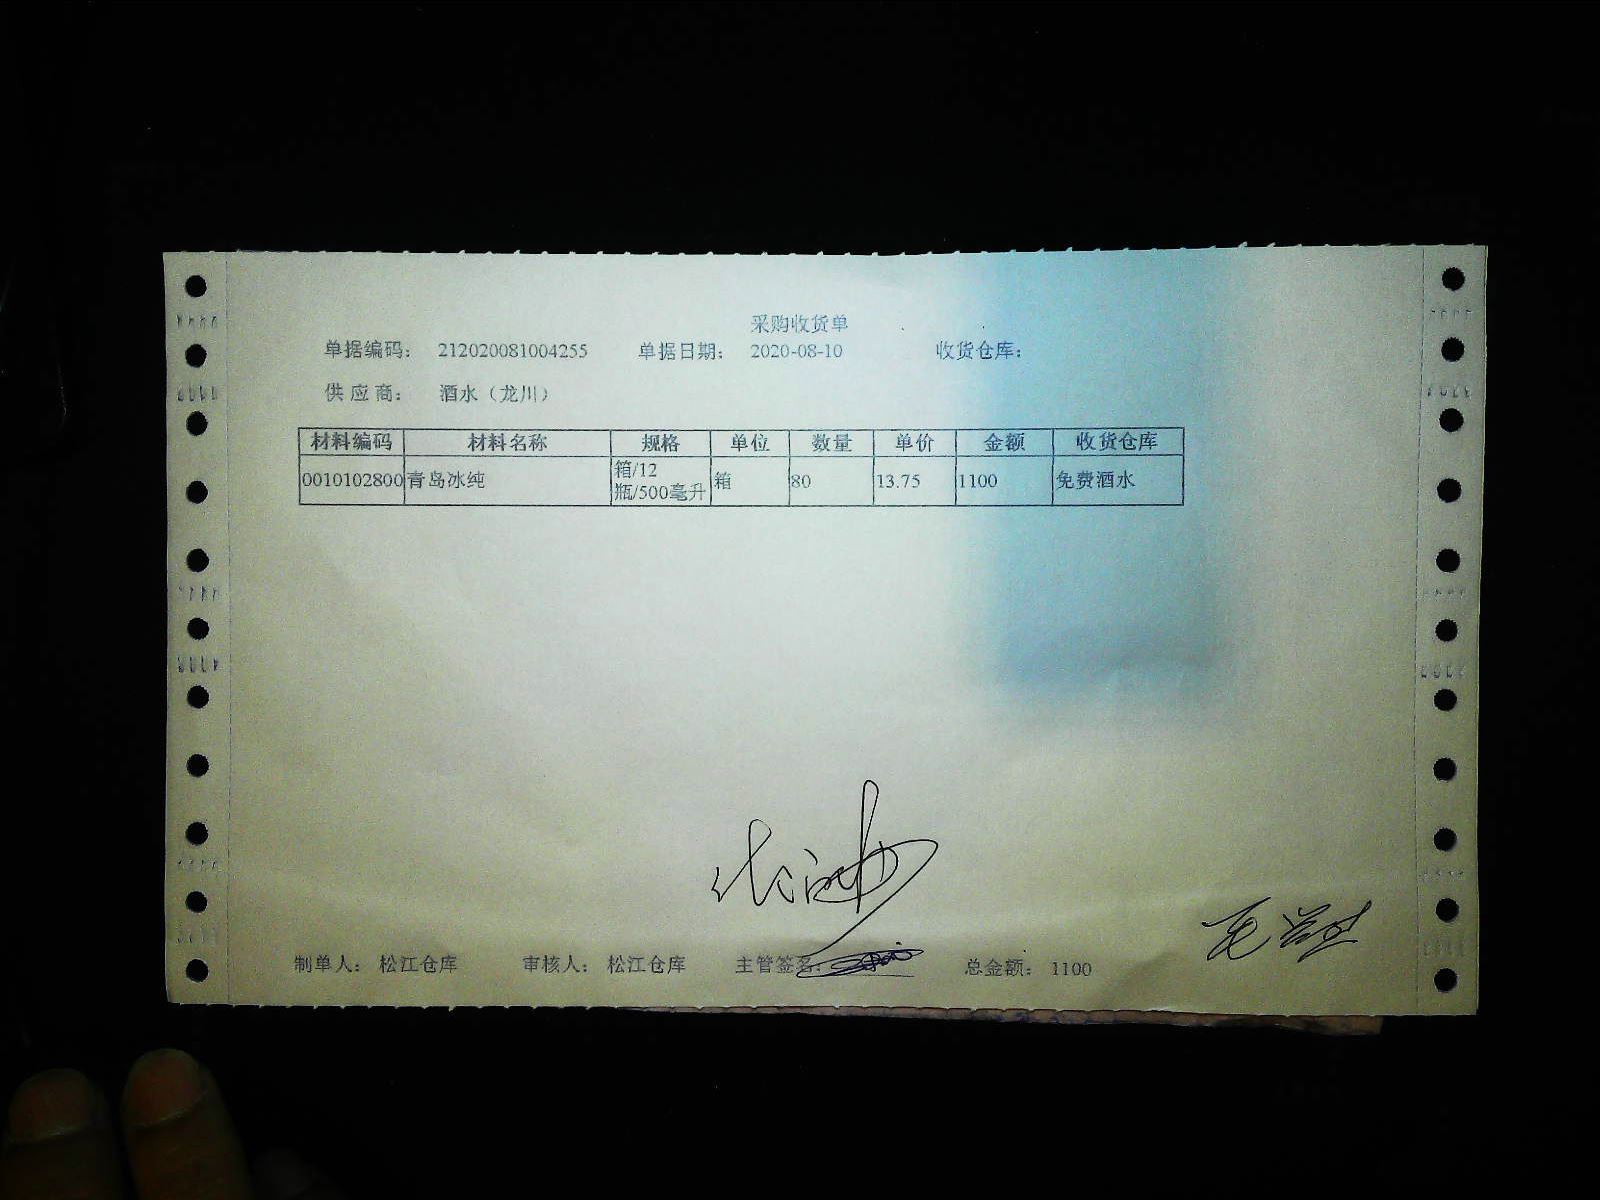 采购收货单
单据编码： 212020081004255 单据日期： 2020-08-10 收货仓库：
供 应 商： 酒水（龙川）
材料编码 材料名称 规格 单位 数量 单价 金额 收货仓库
0010102800 青岛冰纯 箱/12 瓶/500毫升 箱 80 13.75 1100 免费酒水
制单人： 松江仓库 审核人： 松江仓库 主管签名： 总金额： 1100